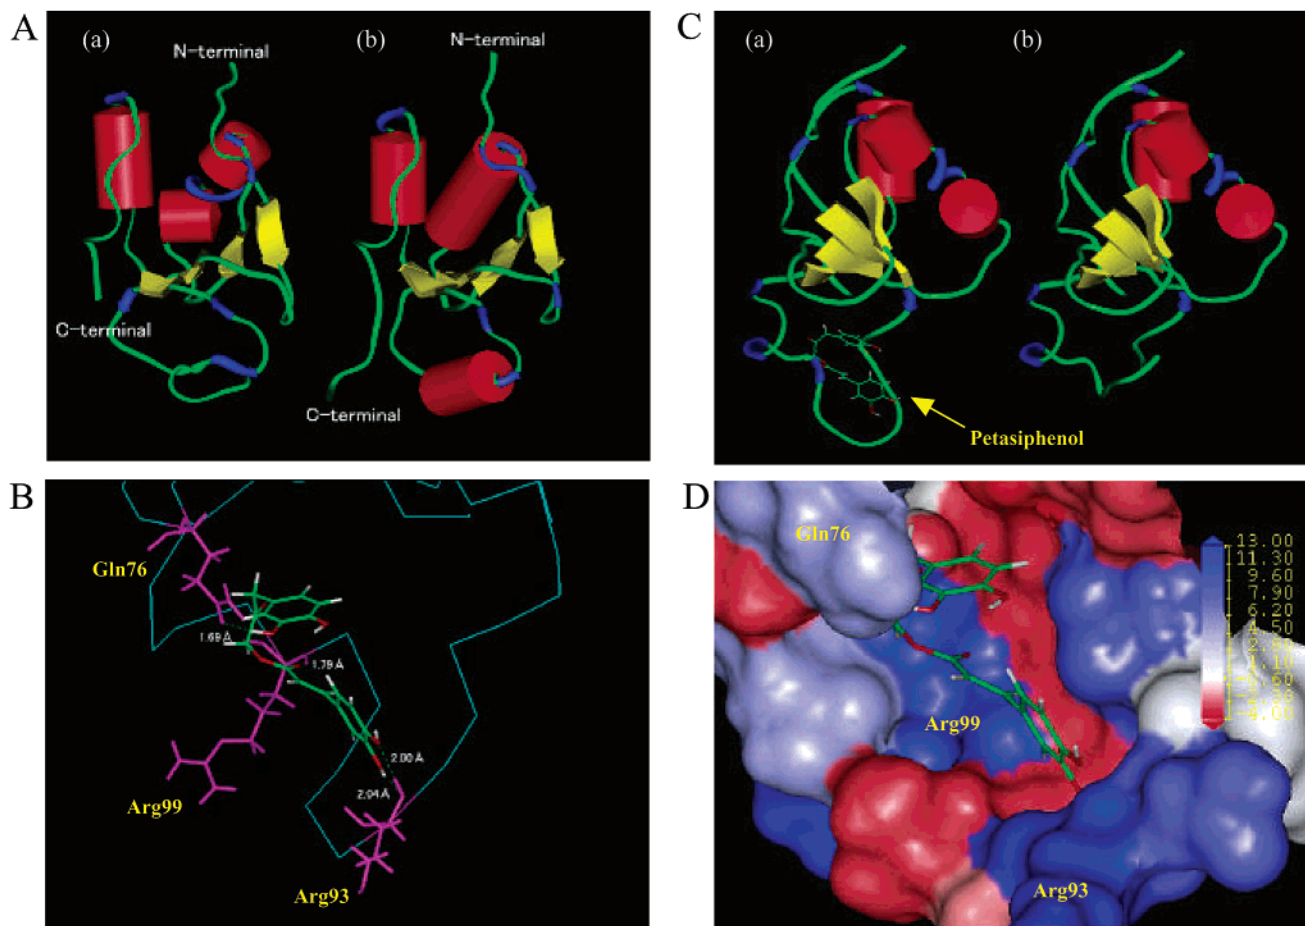 A
(a)
(b)
N-terminal
N-terminal
C-terminal
C-terminal
C
(a)
(b)
Petasiphenol
B
Gln76
1.69 Å
1.79 Å
2.00 Å
2.04 Å
Arg99
Arg93
D
Gln76
Arg99
Arg93
13.00
11.30
9.60
7.90
6.20
4.50